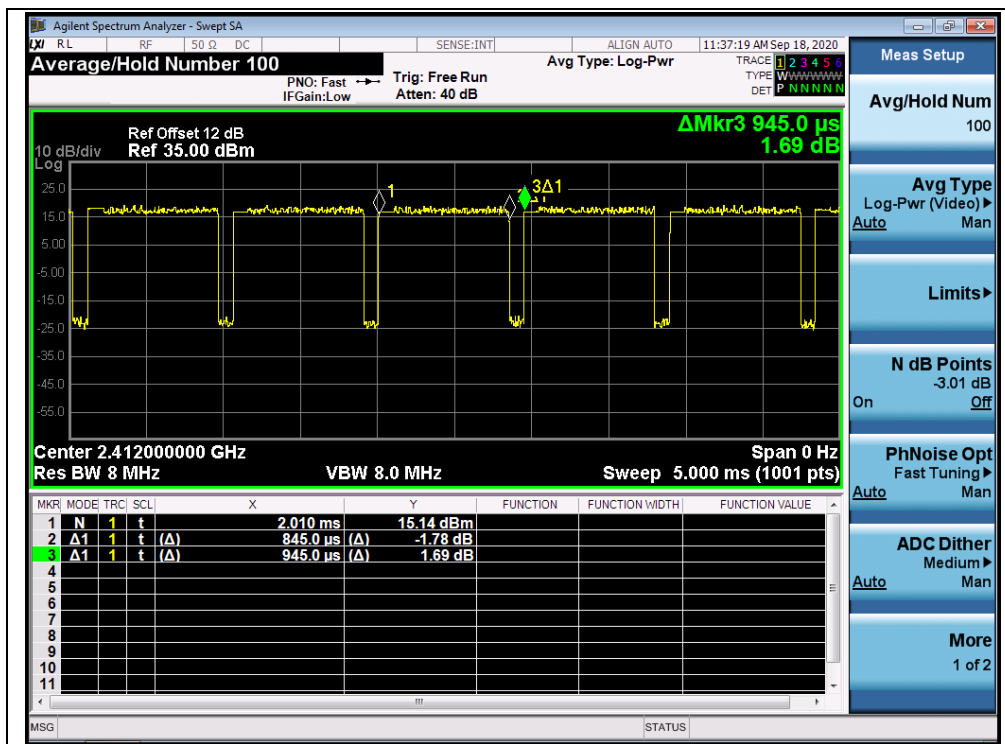 Agilent Spectrum Analyzer - Swept SA
LXI RL RF 50 Ω DC SENSE:INT ALIGN AUTO 11:37:19 AM Sep 18, 2020
Average/Hold Number 100
Avg Type: Log-Pwr
TRACE 1 2 3 4 5 6
TYPE WWWWWW
DET P N N N N N
PNO: Fast
IFGain:Low
Trig: Free Run
Atten: 40 dB
ΔMkr3 945.0 µs
1.69 dB
Ref Offset 12 dB
10 dB/div Ref 35.00 dBm
Log
25.0
15.0
5.00
-5.00
-15.0
-25.0
-35.0
-45.0
-55.0
1
3Δ1
Center 2.412000000 GHz
Span 0 Hz
Res BW 8 MHz
VBW 8.0 MHz
Sweep 5.000 ms (1001 pts)
MKR MODE TRC SCL X Y FUNCTION FUNCTION WIDTH FUNCTION VALUE
1 N 1 t 2.010 ms 15.14 dBm
2 Δ1 1 t (Δ) 845.0 µs (Δ) -1.78 dB
3 Δ1 1 t (Δ) 945.0 µs (Δ) 1.69 dB
4
5
6
7
8
9
10
11
MSG STATUS
Meas Setup
Avg/Hold Num
100
Avg Type
Log-Pwr (Video)
Auto Man
Limits
N dB Points
-3.01 dB
On Off
PhNoise Opt
Fast Tuning
Auto Man
ADC Dither
Medium
Auto Man
More
1 of 2